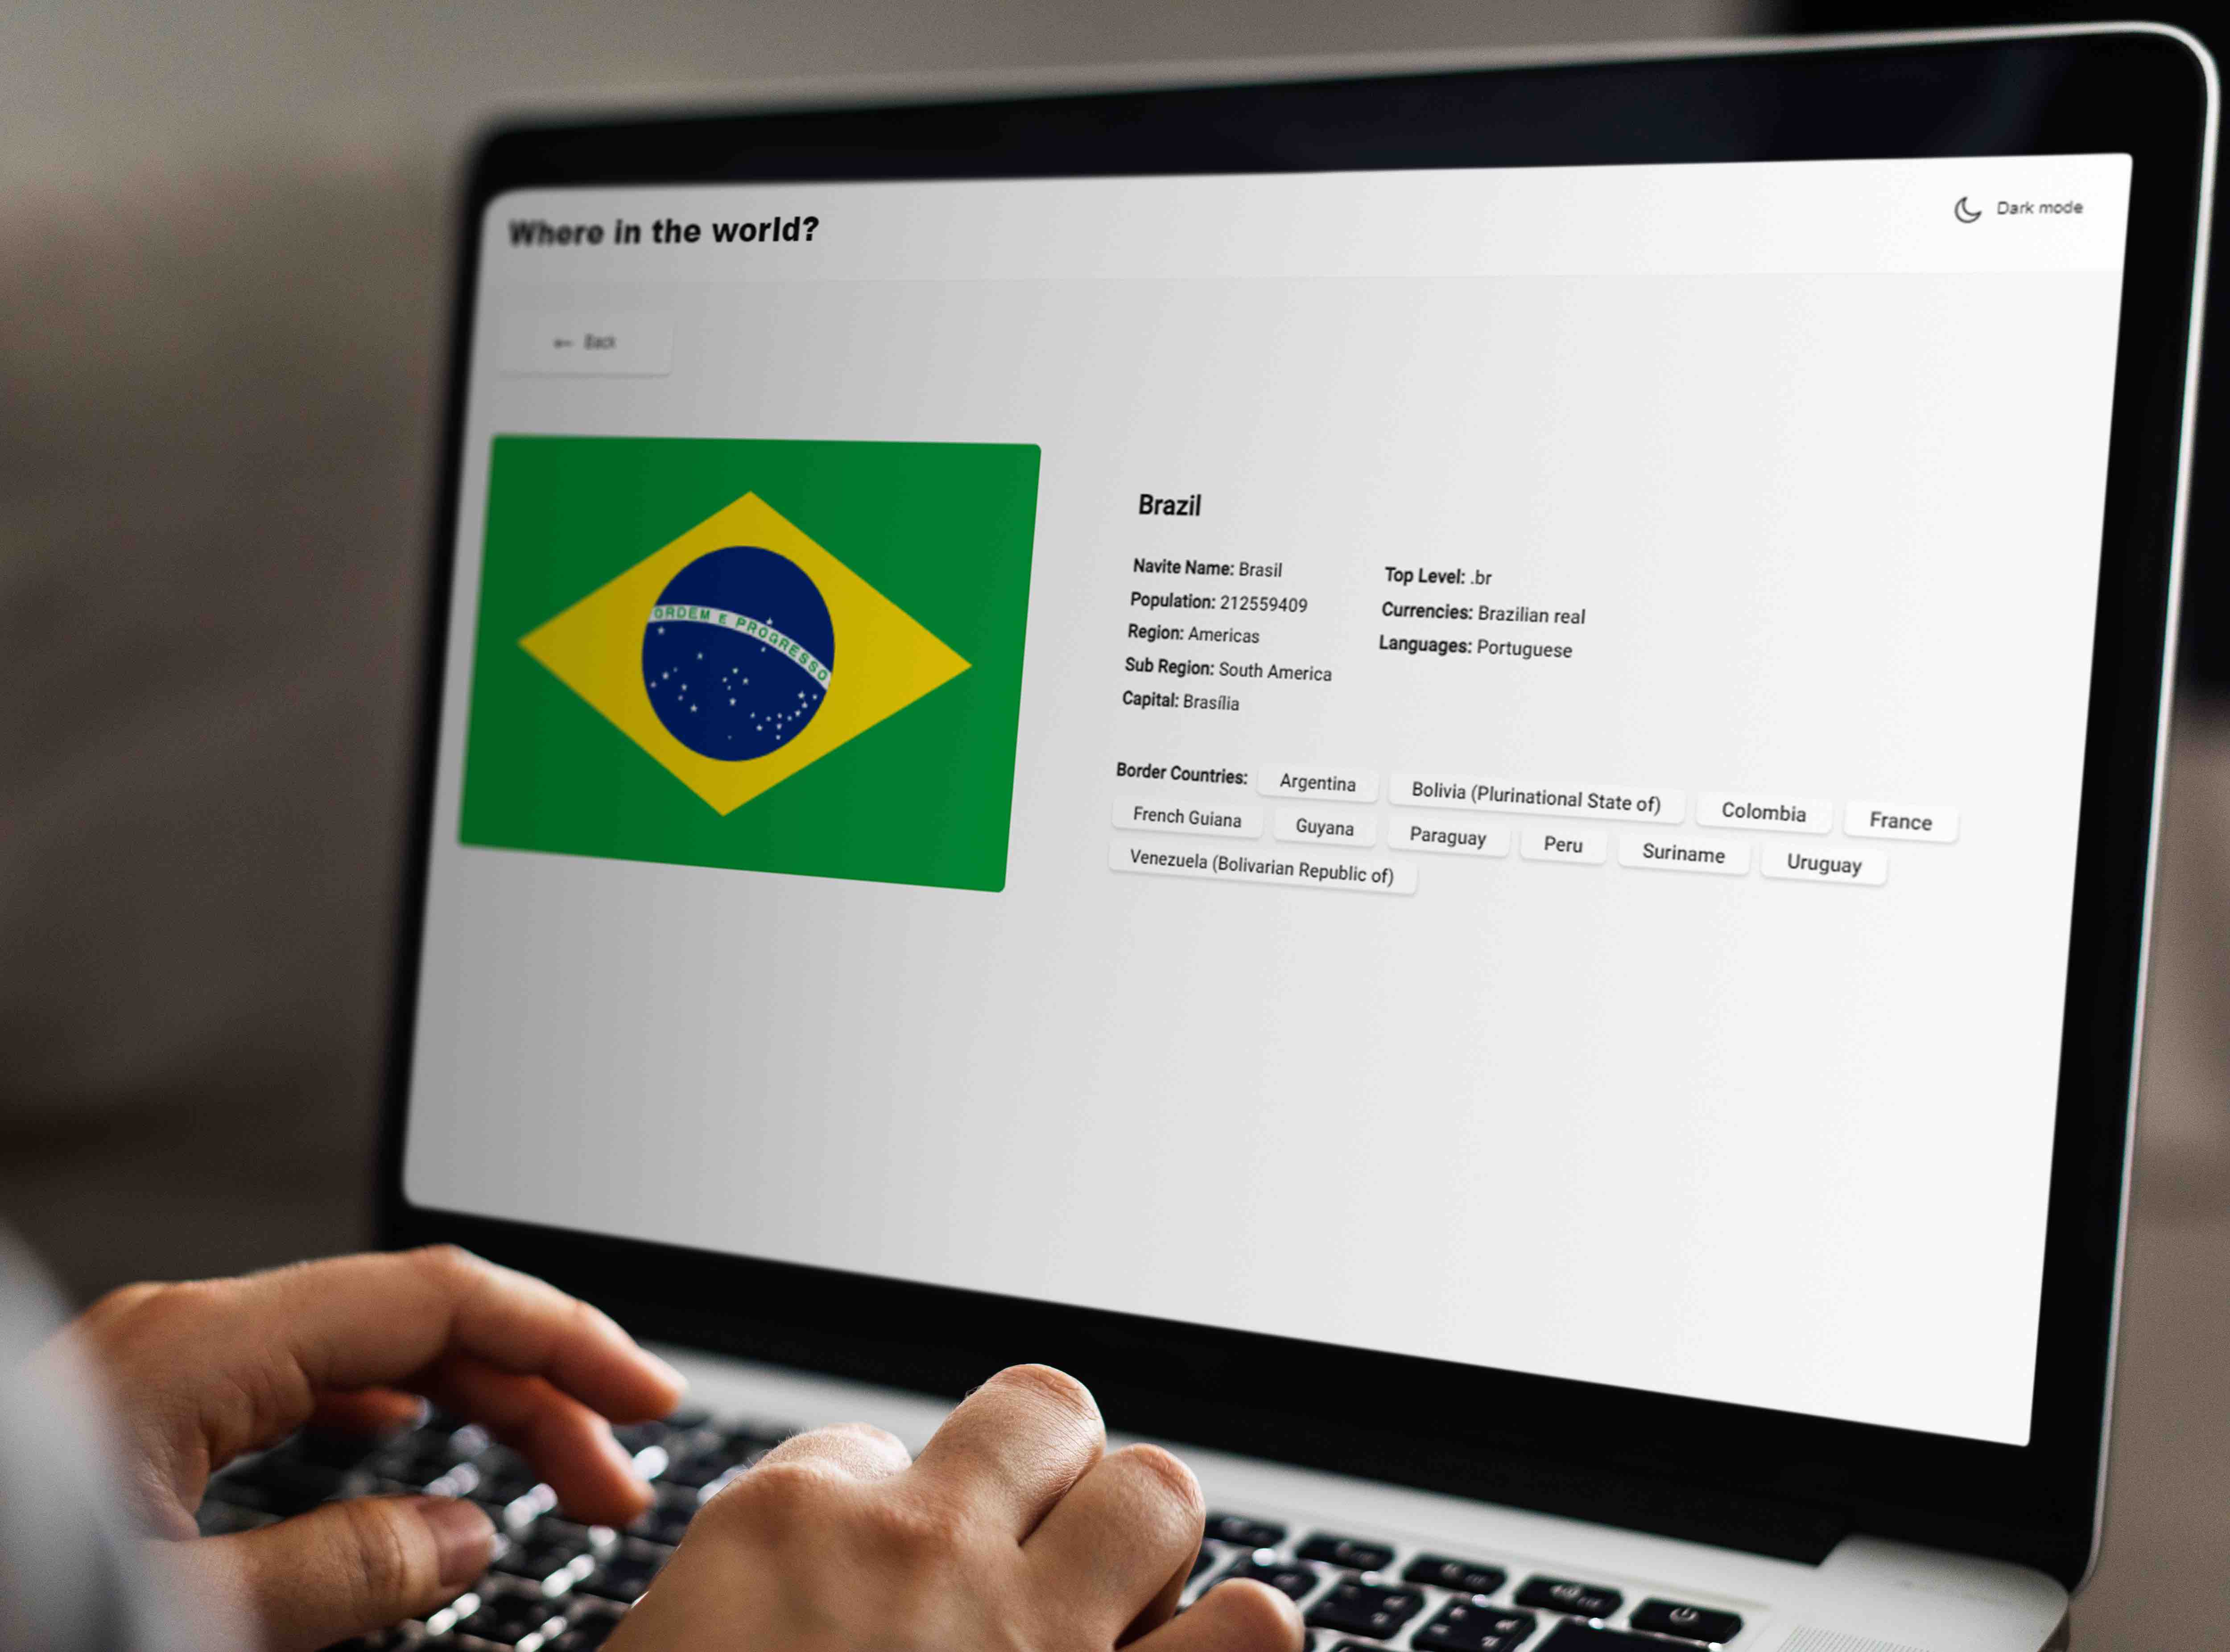 Where in the world?
Dark mode
← Back
ORDEM E PROGRESSO
Brazil
Navite Name: Brasil
Population: 212559409
Region: Americas
Sub Region: South America
Capital: Brasília
Top Level: .br
Currencies: Brazilian real
Languages: Portuguese
Border Countries: Argentina Bolivia (Plurinational State of) Colombia France
French Guiana Guyana Paraguay Peru Suriname Uruguay
Venezuela (Bolivarian Republic of)